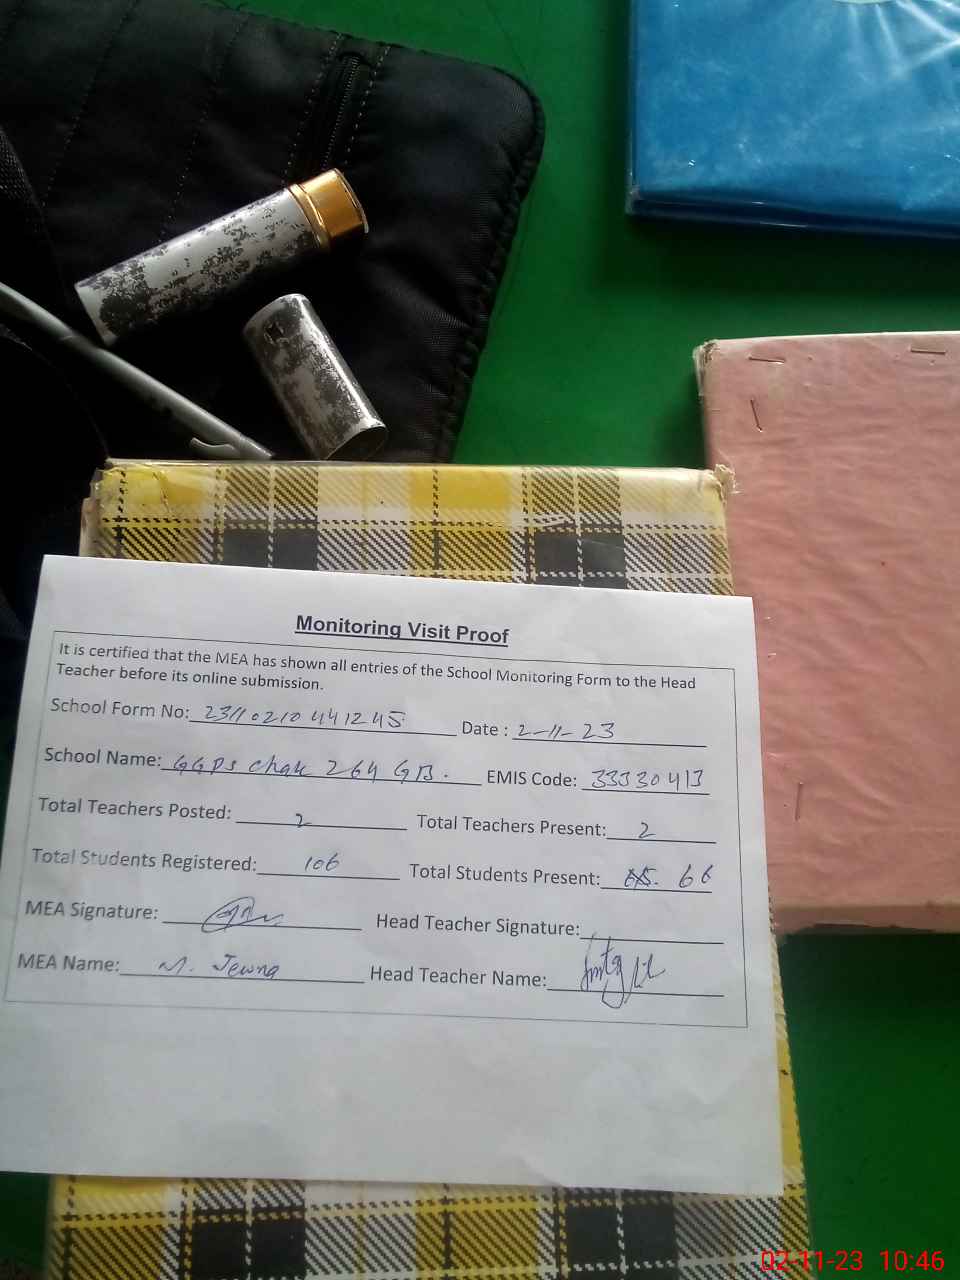 Monitoring Visit Proof
It is certified that the MEA has shown all entries of the School Monitoring Form to the Head
Teacher before its online submission.
School Form No: 23110210441245 Date : 2-11-23
School Name: GGPS Chak 264 GB. EMIS Code: 33330413
Total Teachers Posted: 2 Total Teachers Present: 2
Total Students Registered: 106 Total Students Present: 66
MEA Signature: Head Teacher Signature:
MEA Name: M. Head Teacher Name:
02-11-23 10:46